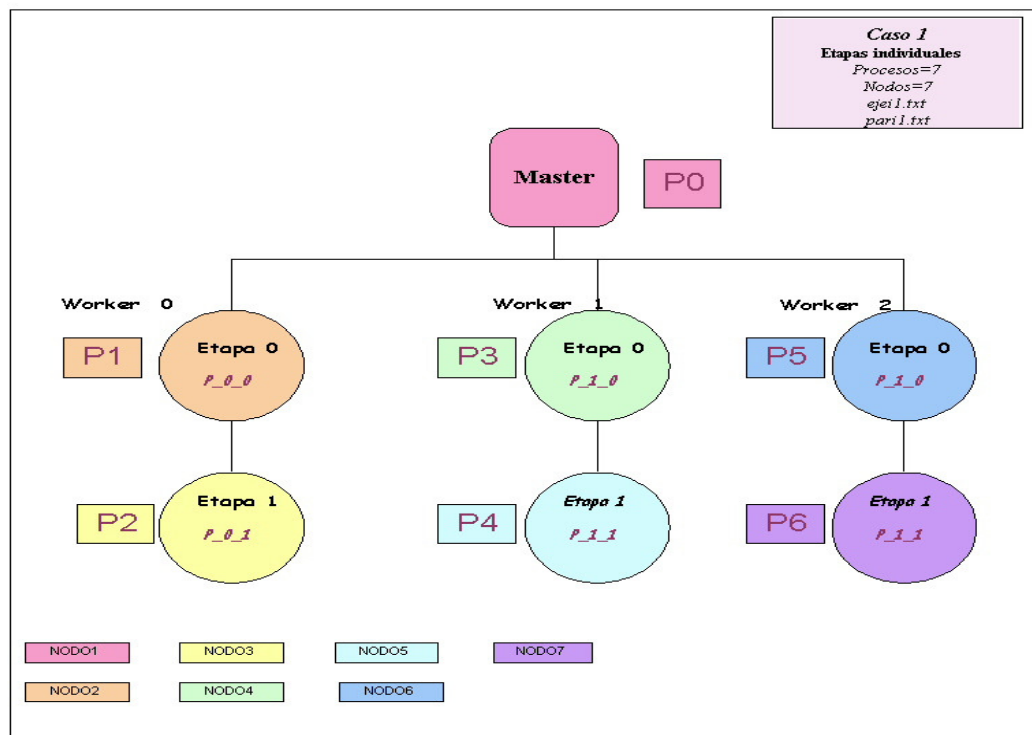 Caso 1
Etapas individuales
Procesos=7
Nodos=7
ejei1.txt
pari1.txt
Master
P0
Worker 0
Worker 1
Worker 2
P1
Etapa 0
P_0_0
P3
Etapa 0
P_1_0
P5
Etapa 0
P_1_0
P2
Etapa 1
P_0_1
P4
Etapa 1
P_1_1
P6
Etapa 1
P_1_1
NODO1
NODO3
NODO5
NODO7
NODO2
NODO4
NODO6